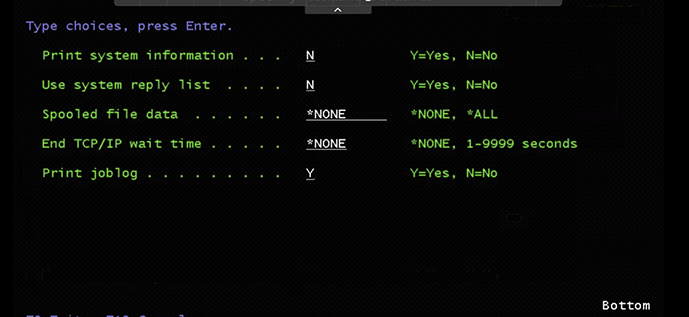 Type choices, press Enter.
Print system information . . . N Y=Yes, N=No
Use system reply list . . . . N Y=Yes, N=No
Spooled file data . . . . . . *NONE *NONE, *ALL
End TCP/IP wait time . . . . . *NONE *NONE, 1-9999 seconds
Print joblog . . . . . . . . . Y Y=Yes, N=No
Bottom